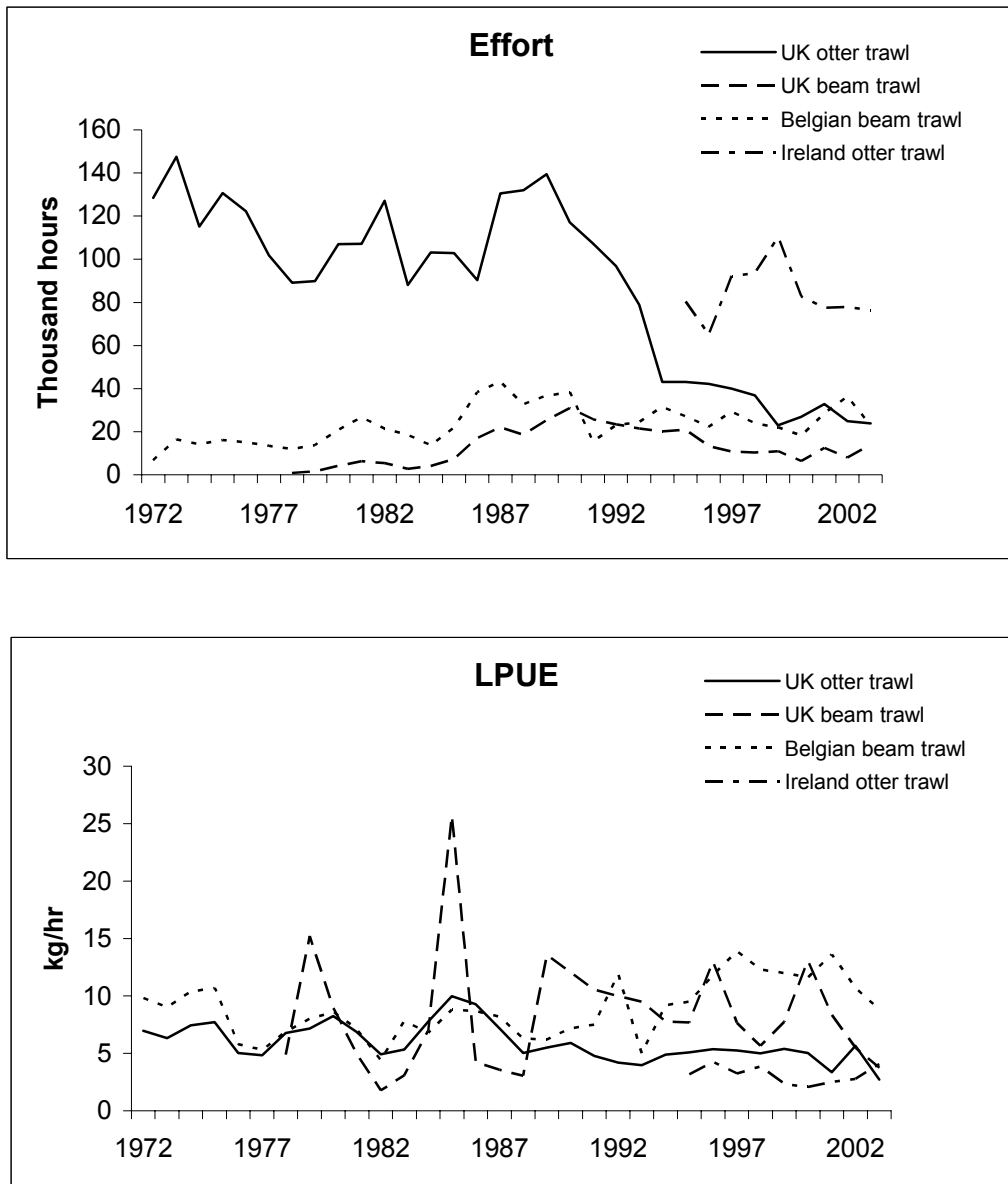 Effort
UK otter trawl
UK beam trawl
Belgian beam trawl
Ireland otter trawl
Thousand hours
160
140
120
100
80
60
40
20
0
1972 1977 1982 1987 1992 1997 2002
LPUE
UK otter trawl
UK beam trawl
Belgian beam trawl
Ireland otter trawl
kg/hr
30
25
20
15
10
5
0
1972 1977 1982 1987 1992 1997 2002